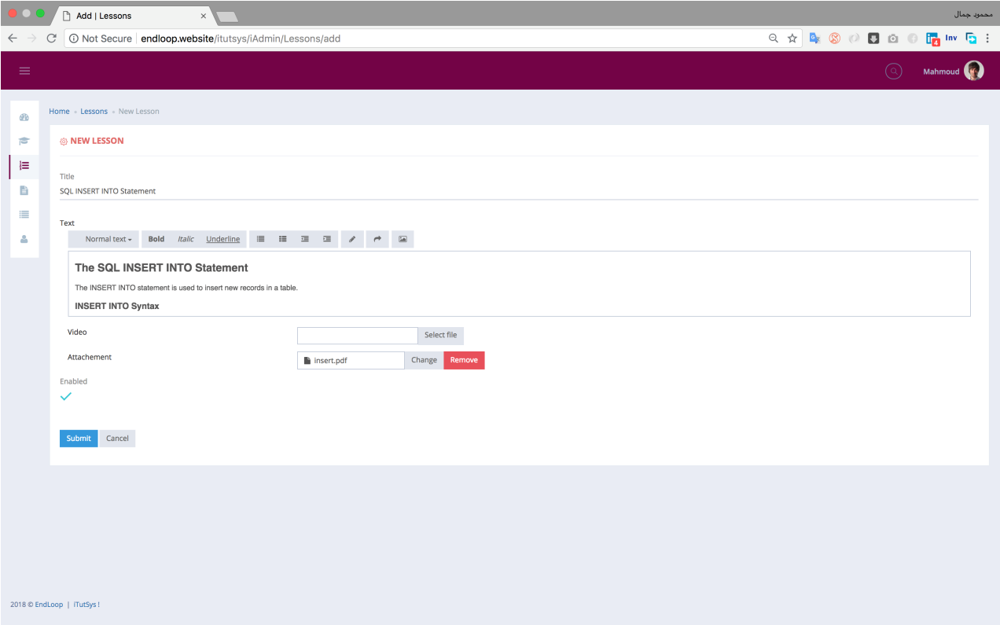 Add | Lessons
محمود جمال
Not Secure endloop.website/itutsys/iAdmin/Lessons/add
4 Inv
Mahmoud
Home Lessons New Lesson
NEW LESSON
Title
SQL INSERT INTO Statement
Text
Normal text Bold Italic Underline
The SQL INSERT INTO Statement
The INSERT INTO statement is used to insert new records in a table.
INSERT INTO Syntax
Video Select file
Attachement insert.pdf Change Remove
Enabled
Submit Cancel
2018 © EndLoop | iTutSys !